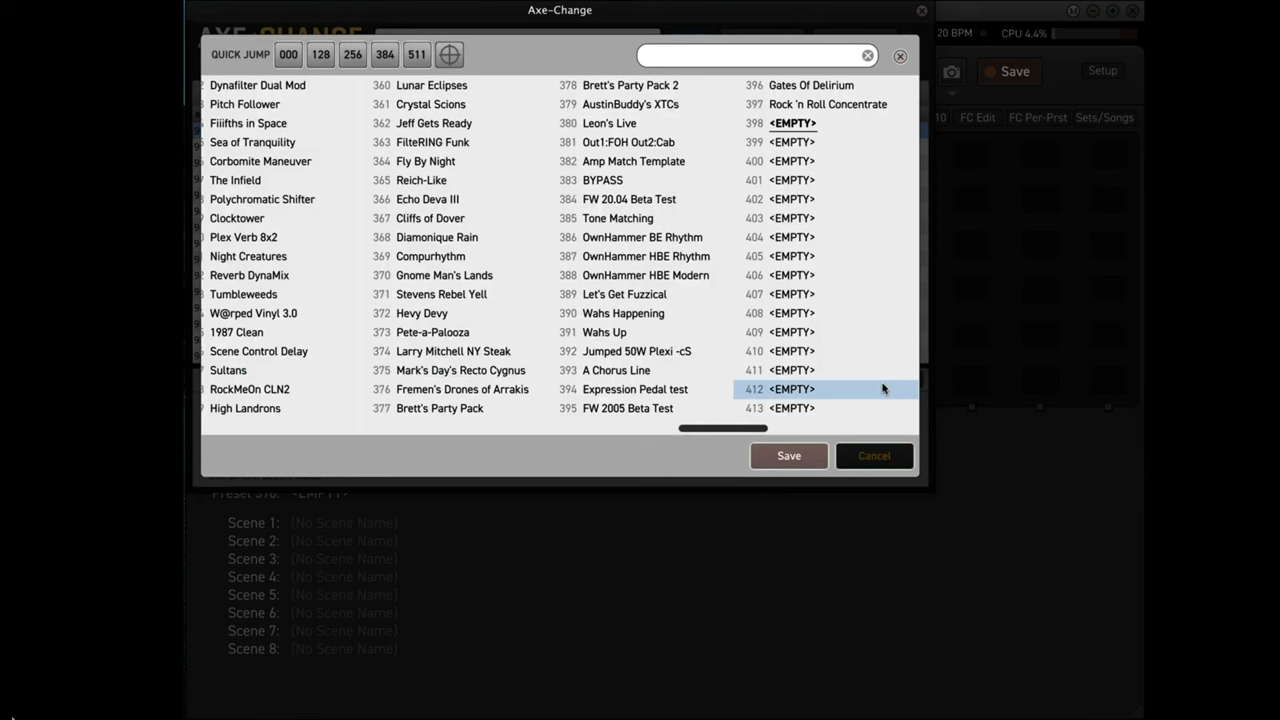 Axe-Change
QUICK JUMP 000 128 256 384 511
20 BPM CPU 4.4%
Save
Setup
10 FC Edit FC Per-Prst Sets/Songs
Dynafilter Dual Mod
Pitch Follower
Fiiifths in Space
Sea of Tranquility
Corbomite Maneuver
The Infield
Polychromatic Shifter
Clocktower
Plex Verb 8x2
Night Creatures
Reverb DynaMix
Tumbleweeds
W@rped Vinyl 3.0
1987 Clean
Scene Control Delay
Sultans
RockMeOn CLN2
High Landrons
360 Lunar Eclipses
361 Crystal Scions
362 Jeff Gets Ready
363 FilteRING Funk
364 Fly By Night
365 Reich-Like
366 Echo Deva III
367 Cliffs of Dover
368 Diamonique Rain
369 Compurhythm
370 Gnome Man's Lands
371 Stevens Rebel Yell
372 Hevy Devy
373 Pete-a-Palooza
374 Larry Mitchell NY Steak
375 Mark's Day's Recto Cygnus
376 Fremen's Drones of Arrakis
377 Brett's Party Pack
378 Brett's Party Pack 2
379 AustinBuddy's XTCs
380 Leon's Live
381 Out1:FOH Out2:Cab
382 Amp Match Template
383 BYPASS
384 FW 20.04 Beta Test
385 Tone Matching
386 OwnHammer BE Rhythm
387 OwnHammer HBE Rhythm
388 OwnHammer HBE Modern
389 Let's Get Fuzzical
390 Wahs Happening
391 Wahs Up
392 Jumped 50W Plexi -cS
393 A Chorus Line
394 Expression Pedal test
395 FW 2005 Beta Test
396 Gates Of Delirium
397 Rock 'n Roll Concentrate
398 <EMPTY>
399 <EMPTY>
400 <EMPTY>
401 <EMPTY>
402 <EMPTY>
403 <EMPTY>
404 <EMPTY>
405 <EMPTY>
406 <EMPTY>
407 <EMPTY>
408 <EMPTY>
409 <EMPTY>
410 <EMPTY>
411 <EMPTY>
412 <EMPTY>
413 <EMPTY>
Save Cancel
Preset 398: <EMPTY>
Scene 1: (No Scene Name)
Scene 2: (No Scene Name)
Scene 3: (No Scene Name)
Scene 4: (No Scene Name)
Scene 5: (No Scene Name)
Scene 6: (No Scene Name)
Scene 7: (No Scene Name)
Scene 8: (No Scene Name)